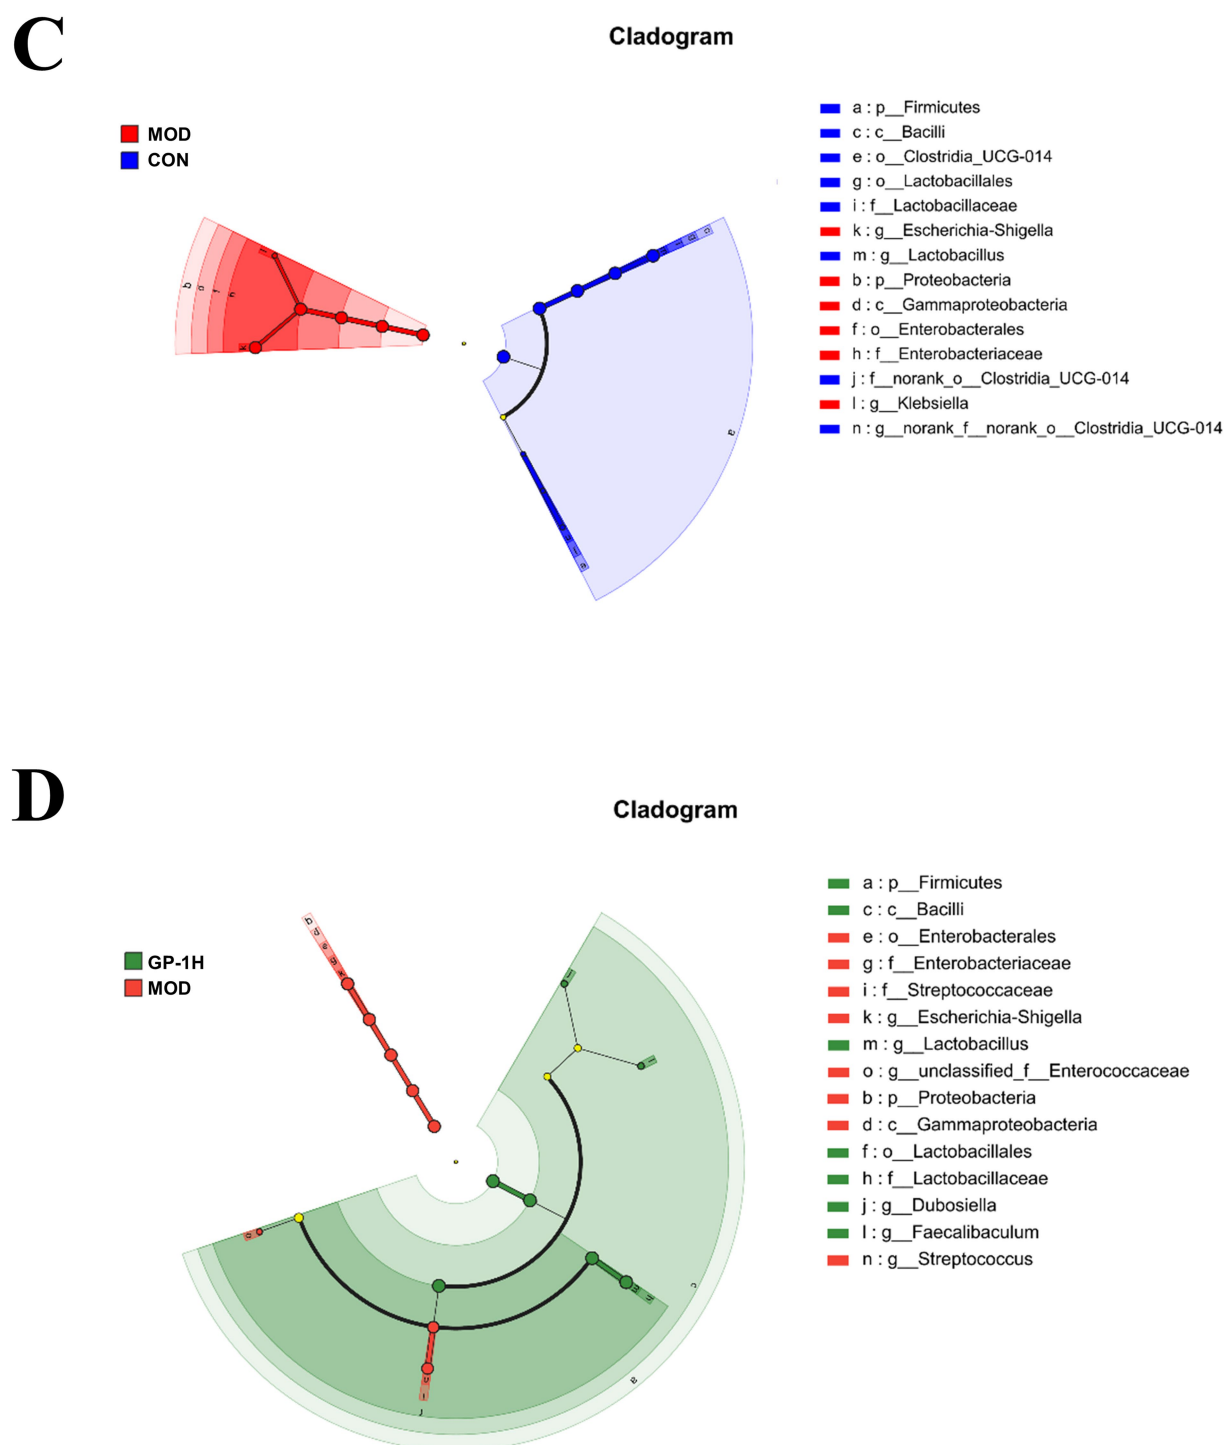 C
Cladogram
MOD
CON
a : p__Firmicutes
c : c__Bacilli
e : o__Clostridia_UCG-014
g : o__Lactobacillales
i : f__Lactobacillaceae
k : g__Escherichia-Shigella
m : g__Lactobacillus
b : p__Proteobacteria
d : c__Gammaproteobacteria
f : o__Enterobacterales
h : f__Enterobacteriaceae
j : f__norank_o__Clostridia_UCG-014
l : g__Klebsiella
n : g__norank_f__norank_o__Clostridia_UCG-014
b d f h
l
k
a
D
Cladogram
GP-1H
MOD
a : p__Firmicutes
c : c__Bacilli
e : o__Enterobacterales
g : f__Enterobacteriaceae
i : f__Streptococcaceae
k : g__Escherichia-Shigella
m : g__Lactobacillus
o : g__unclassified_f__Enterococcaceae
b : p__Proteobacteria
d : c__Gammaproteobacteria
f : o__Lactobacillales
h : f__Lactobacillaceae
j : g__Dubosiella
l : g__Faecalibaculum
n : g__Streptococcus
b
d
e
g
k
j
l
o
m h
n
i
f
c
a